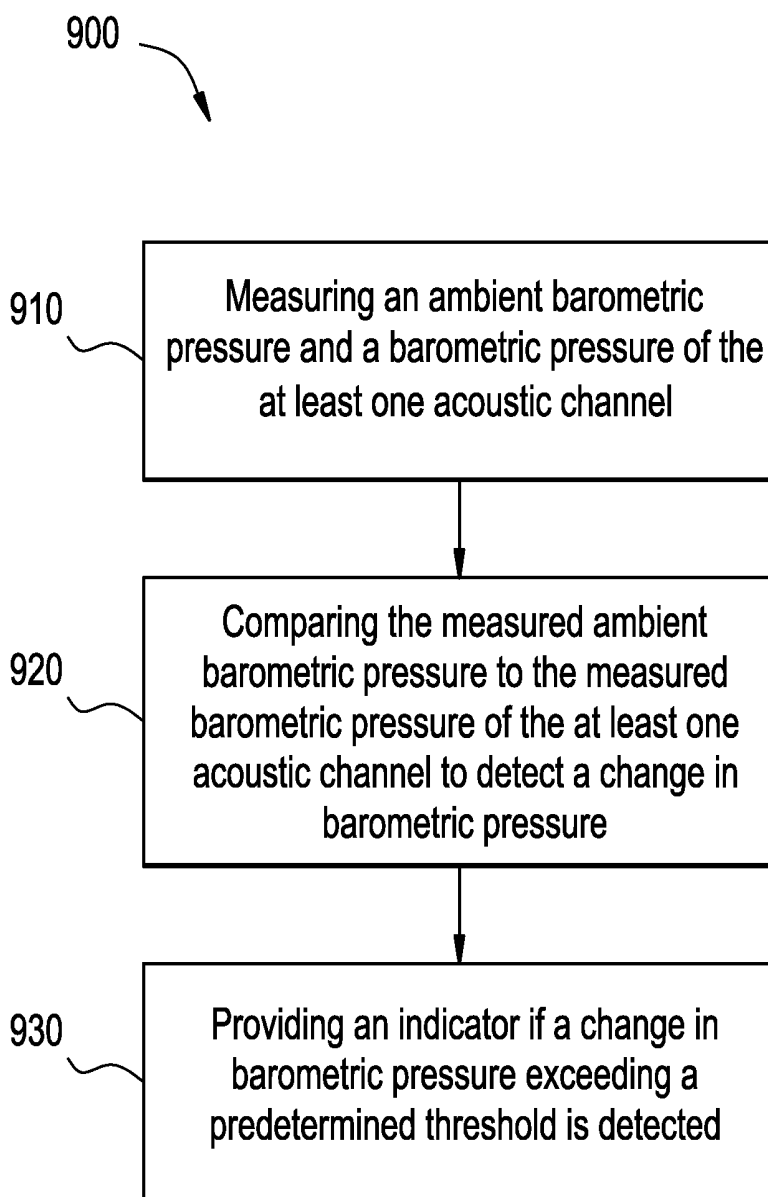 900
910
Measuring an ambient barometric
pressure and a barometric pressure of the
at least one acoustic channel
920
Comparing the measured ambient
barometric pressure to the measured
barometric pressure of the at least one
acoustic channel to detect a change in
barometric pressure
930
Providing an indicator if a change in
barometric pressure exceeding a
predetermined threshold is detected